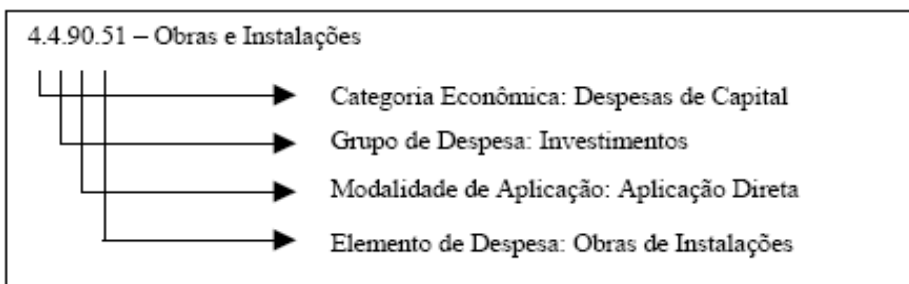 4.4.90.51 – Obras e Instalações
Categoria Econômica: Despesas de Capital
Grupo de Despesa: Investimentos
Modalidade de Aplicação: Aplicação Direta
Elemento de Despesa: Obras de Instalações